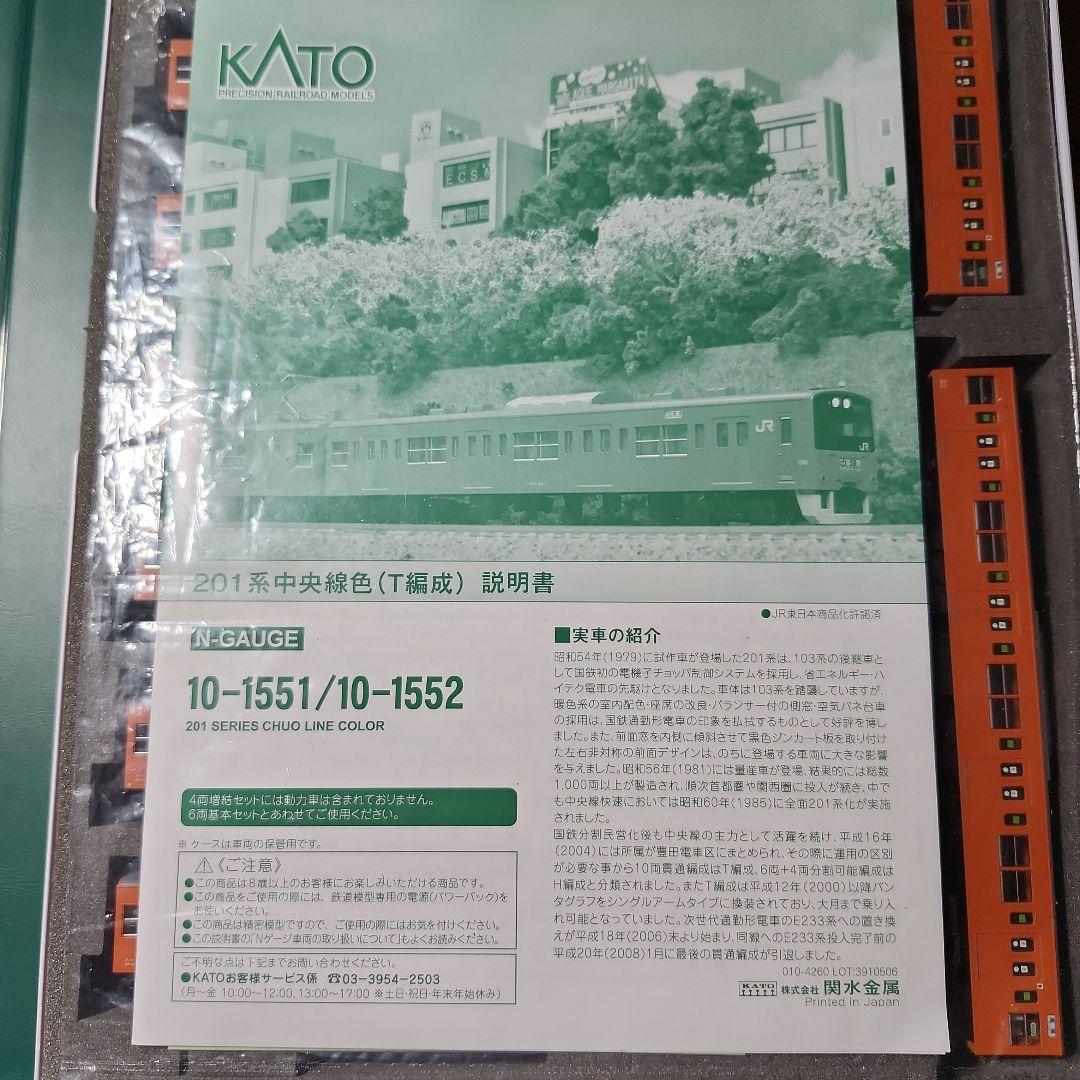 KATO
PRECISION RAILROAD MODELS
ECSW
JR
JR
201系中央線色(T編成) 説明書
●JR東日本商品化許諾済
N-GAUGE
10-1551/10-1552
201 SERIES CHUO LINE COLOR
4両増結セットには動力車は含まれておりません。
6両基本セットとあわせてご使用ください。
※ ケースは車両の保管用です。
⚠《ご注意》
●この商品は8歳以上のお客様にお楽しみいただける商品です。
●この商品をご使用の際には、鉄道模型専用の電源(パワーパック)を
お使いください。
●この商品は精密模型ですので、ご使用の際にはお気を付けください。
●この説明書の「Nゲージ車両の取り扱いについて」もよくお読みください。
ご不明な点は下記までお問い合わせください。
●KATOお客様サービス係 ☎03-3954-2503
(月〜金 10:00〜12:00、13:00〜17:00 ※土日・祝日・年末年始休み)
■実車の紹介
昭和54年(1979)に試作車が登場した201系は、103系の後継車と
して国鉄初の電機子チョッパ制御システムを採用し、省エネルギー・ハ
イテク電車の先駆けとなりました。車体は103系を踏襲していますが、
暖色系の室内配色・座席の改良・バランサー付の側窓・空気バネ台車
の採用は、国鉄通勤形電車の印象を払拭するものとして好評を博し
ました。また、前面窓を内側に傾斜させて黒色ジンカート板を取り付け
た左右非対称の前面デザインは、のちに登場する車両に大きな影響
を与えました。昭和56年(1981)には量産車が登場、結果的には総数
1,000両以上が製造され、順次首都圏や関西圏に投入が続き、中で
も中央線快速においては昭和60年(1985)に全面201系化が実施
されました。
国鉄分割民営化後も中央線の主力として活躍を続け、平成16年
(2004)には所属が豊田電車区にまとめられ、その際に運用の区別
が必要な事から10両貫通編成はT編成、6両+4両分割可能編成は
H編成と分類されました。またT編成は平成12年(2000)以降パン
タグラフをシングルアームタイプに換装されており、大月まで乗り入
れ可能となっていました。次世代通勤形電車のE233系への置き換
えが平成18年(2006)末より始まり、同線へのE233系投入完了前の
平成20年(2008)1月に最後の貫通編成が引退しました。
010-4260 LOT:3910506
KATO 株式会社 関水金属
Printed in Japan